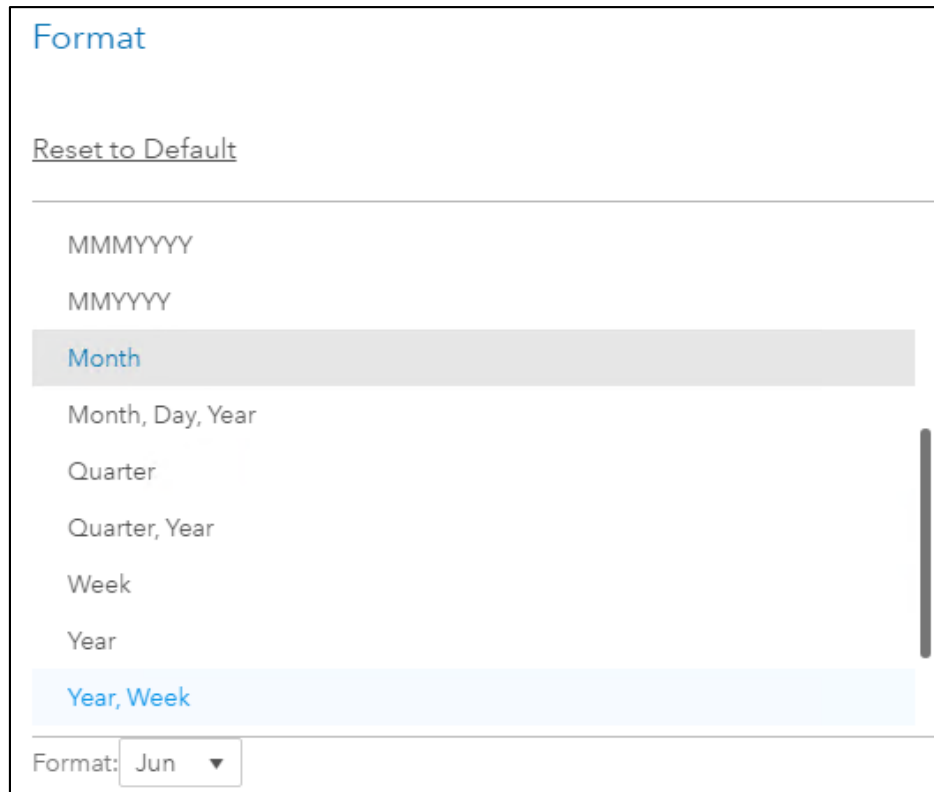 Format
Reset to Default
MMMYYYY
MMYYYY
Month
Month, Day, Year
Quarter
Quarter, Year
Week
Year
Year, Week
Format: Jun